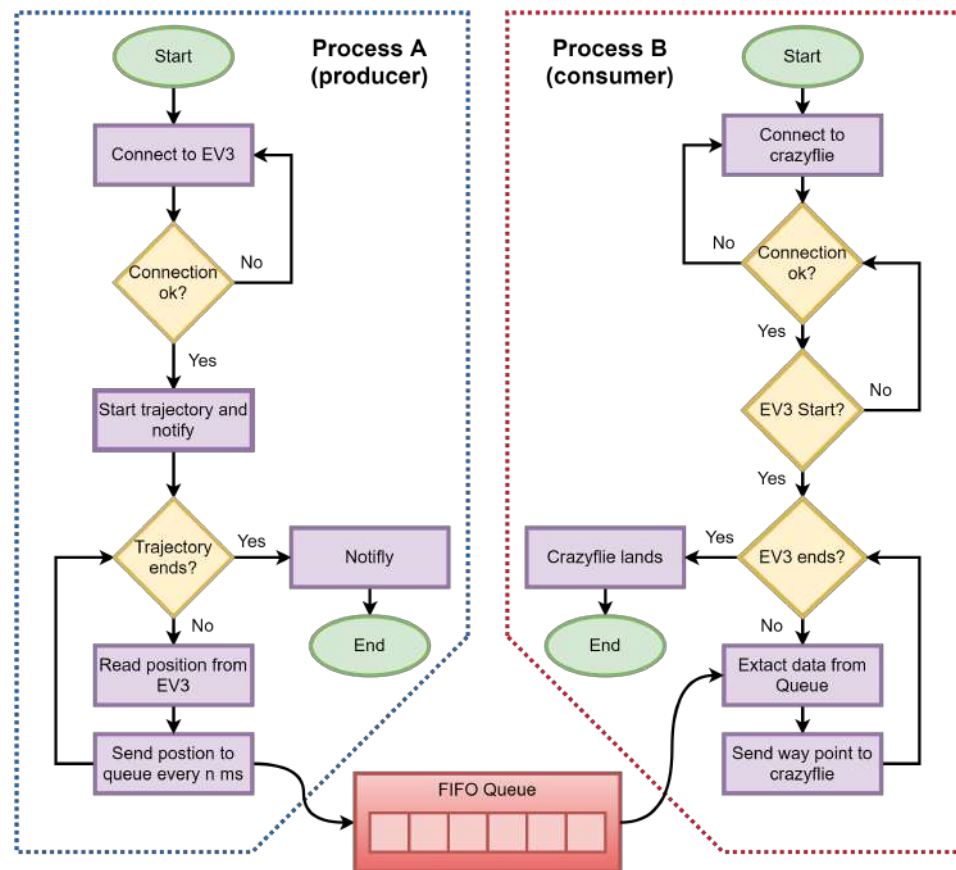 Process A
(producer)
Start
Connect to EV3
No
Connection
ok?
Yes
Start trajectory and
notify
Trajectory
ends?
Yes
Notifly
No
End
Read position from
EV3
Send postion to
queue every n ms
FIFO Queue
Process B
(consumer)
Start
Connect to
crazyflie
No
Connection
ok?
Yes
EV3 Start?
No
Yes
EV3 ends?
Yes
Crazyflie lands
End
No
Extact data from
Queue
Send way point to
crazyflie